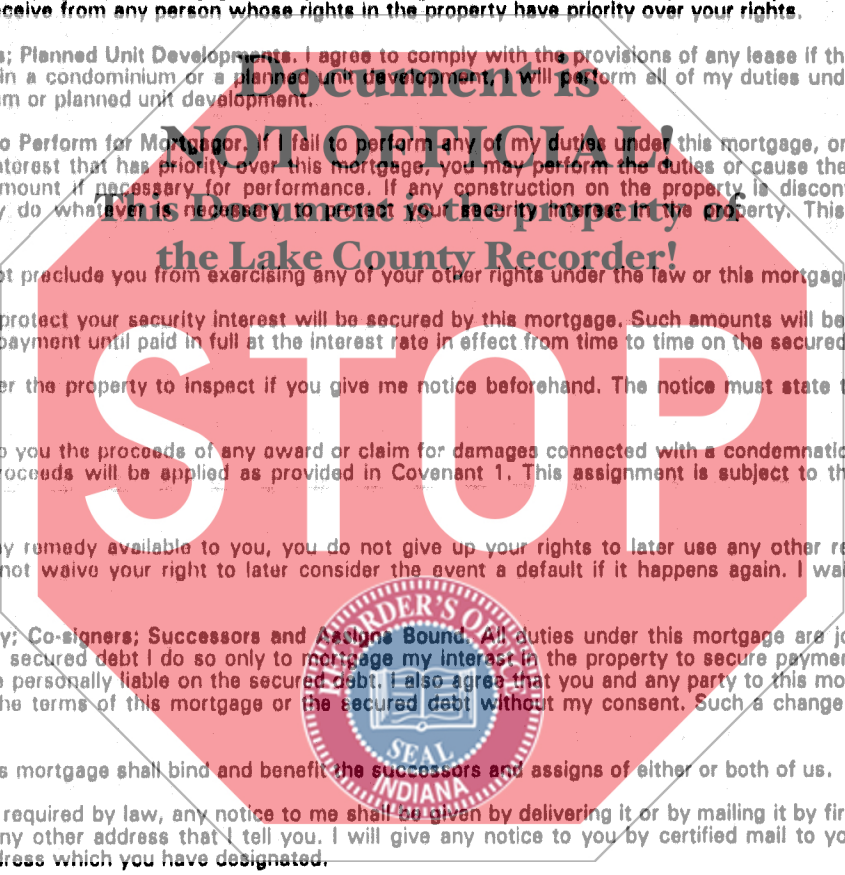 ceive from any person whose rights in the property have priority over your rights.
s; Planned Unit Developments. I agree to comply with the provisions of any lease if th
in a condominium or a planned unit development, I will perform all of my duties und
m or planned unit development.
Document is
NOT OFFICIAL!
This Document is the property of
the Lake County Recorder!
o Perform for Mortgagor. If I fail to perform any of my duties under this mortgage, or
nterest that has priority over this mortgage, you may perform the duties or cause the
mount if necessary for performance. If any construction on the property is discon
y do whatever is necessary to protect your security interest in the property. This
ot preclude you from exercising any of your other rights under the law or this mortgage
protect your security interest will be secured by this mortgage. Such amounts will be
payment until paid in full at the interest rate in effect from time to time on the secured
er the property to inspect if you give me notice beforehand. The notice must state t
STOP
o you the proceeds of any award or claim for damages connected with a condemnatio
roceeds will be applied as provided in Covenant 1. This assignment is subject to th
y remedy available to you, you do not give up your rights to later use any other re
not waive your right to later consider the event a default if it happens again. I wai
y; Co-signers; Successors and Assigns Bound. All duties under this mortgage are jo
secured debt I do so only to mortgage my interest in the property to secure paymen
e personally liable on the secured debt. I also agree that you and any party to this mo
he terms of this mortgage or the secured debt without my consent. Such a change
RECORDER'S OFFICE
SEAL
INDIANA
s mortgage shall bind and benefit the successors and assigns of either or both of us.
required by law, any notice to me shall be given by delivering it or by mailing it by fir
ny other address that I tell you. I will give any notice to you by certified mail to yo
dress which you have designated.